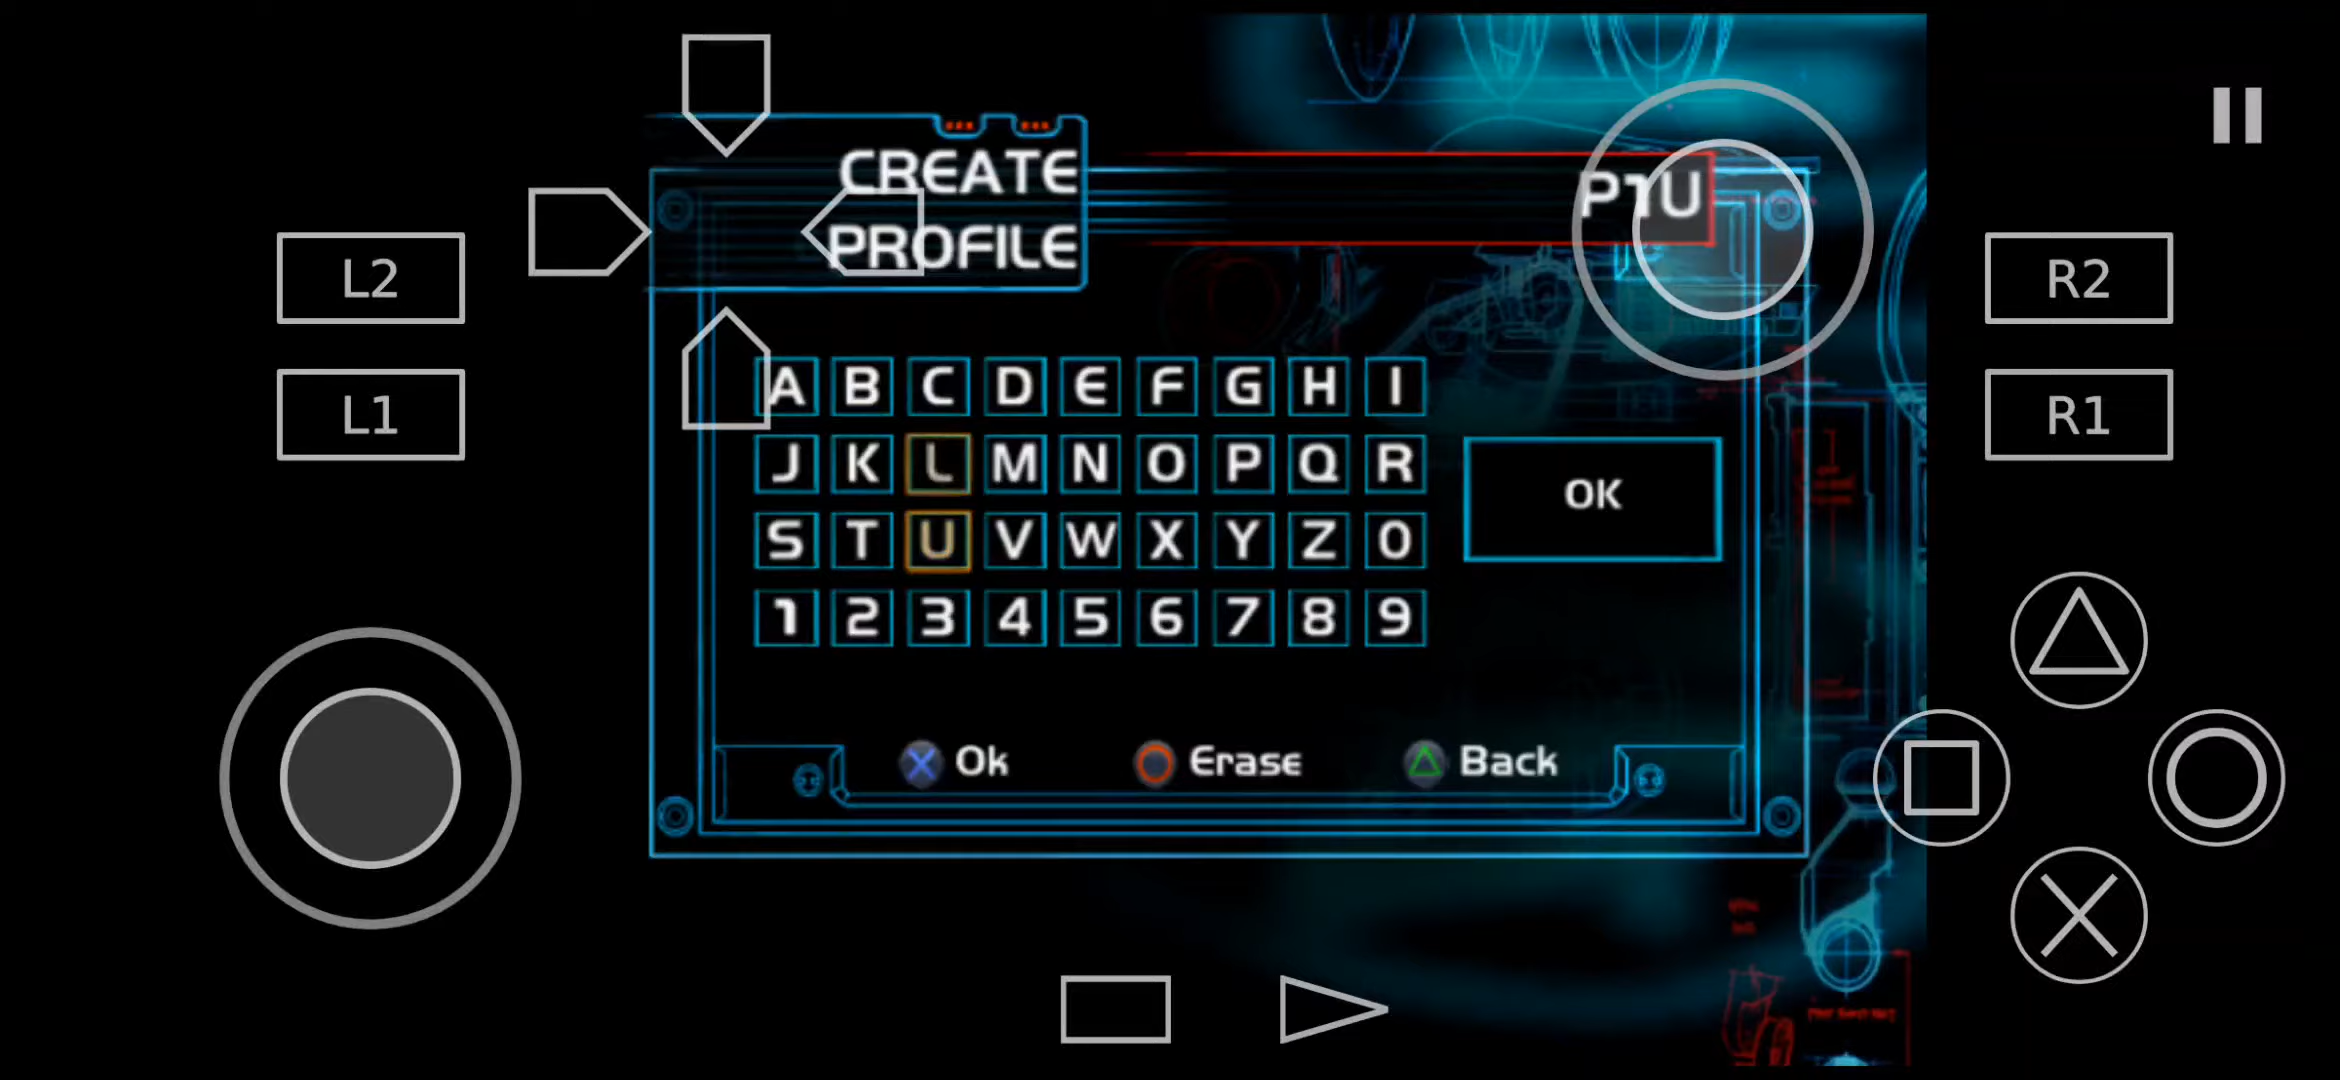 CREATE
PROFILE
P1U
L2
R2
L1
R1
A B C D E F G H I
J K L M N O P Q R
S T U V W X Y Z 0
1 2 3 4 5 6 7 8 9
OK
Ok Erase Back